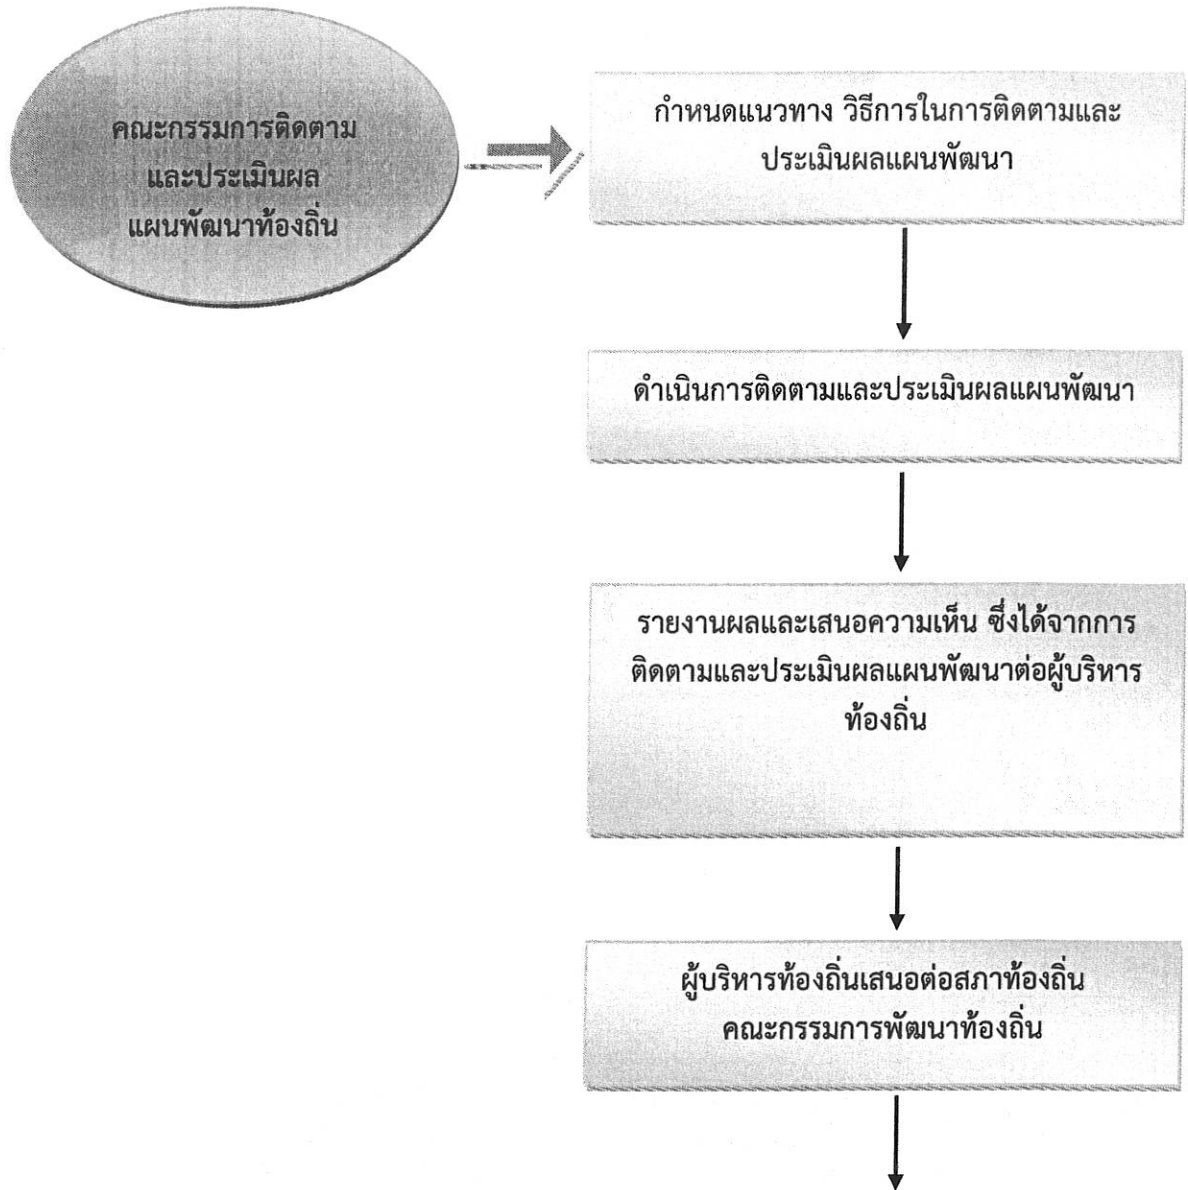 คณะกรรมการติดตาม
และประเมินผล
แผนพัฒนาท้องถิ่น
กำหนดแนวทาง วิธีการในการติดตามและ
ประเมินผลแผนพัฒนา
ดำเนินการติดตามและประเมินผลแผนพัฒนา
รายงานผลและเสนอความเห็น ซึ่งได้จากการ
ติดตามและประเมินผลแผนพัฒนาต่อผู้บริหาร
ท้องถิ่น
ผู้บริหารท้องถิ่นเสนอต่อสภาท้องถิ่น
คณะกรรมการพัฒนาท้องถิ่น